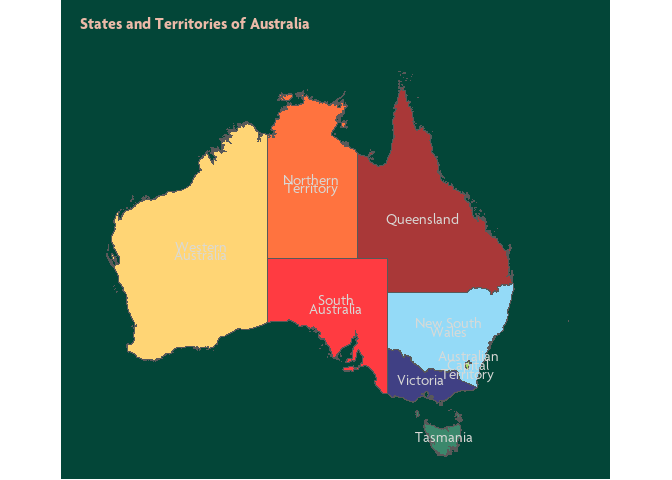 States and Territories of Australia
Northern
Territory
Queensland
Western
Australia
South
Australia
New South
Wales
Australian
Capital
Territory
Victoria
Tasmania